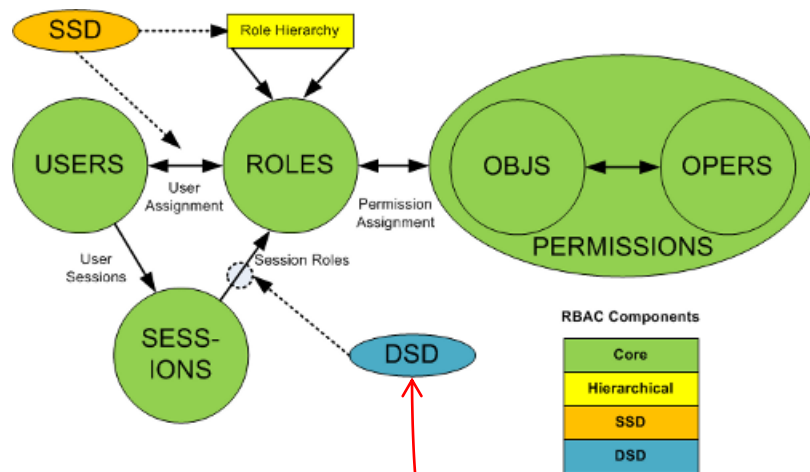 SSD
Role Hierarchy
USERS
User
Assignment
ROLES
Permission
Assignment
OBJS
OPERS
PERMISSIONS
User
Sessions
Session Roles
SESS-
IONS
DSD
RBAC Components
Core
Hierarchical
SSD
DSD